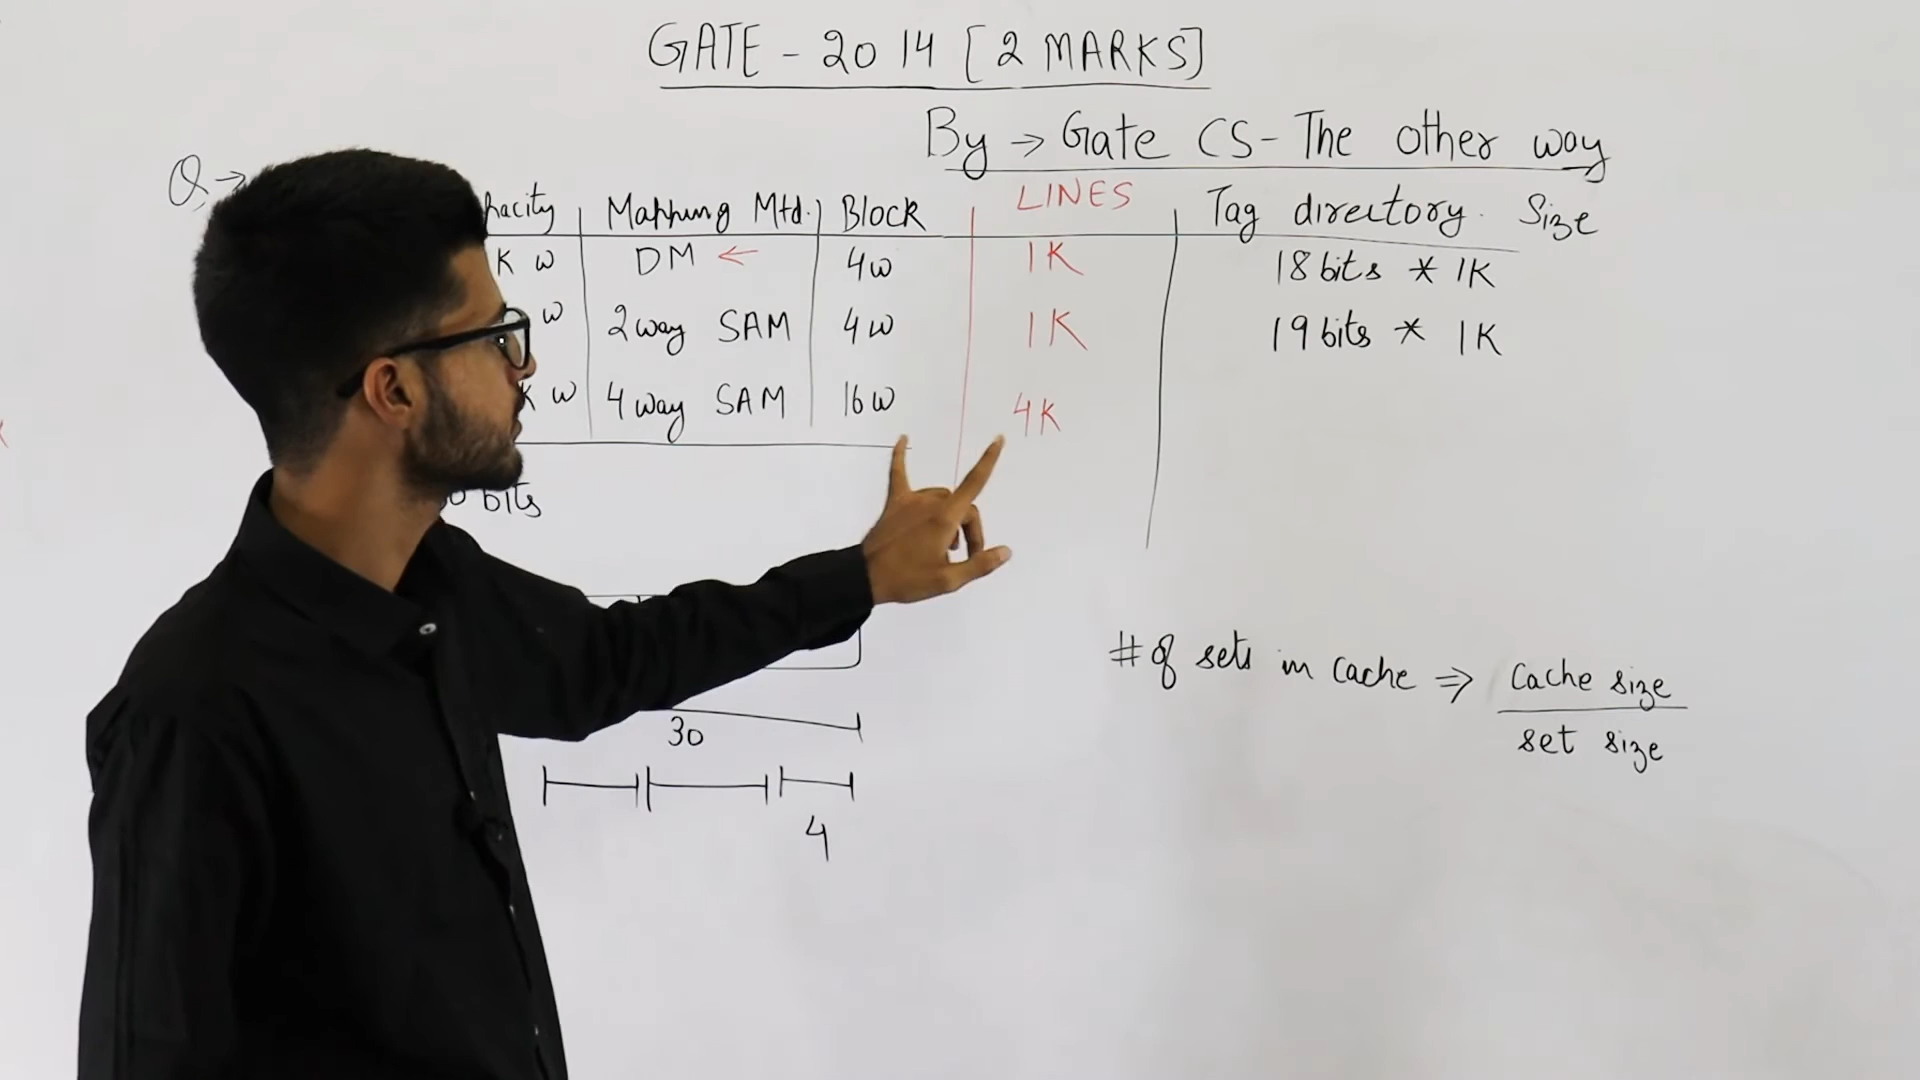 GATE - 2014 [2 MARKS]
By → Gate CS - The other way
Q. →
pacity | Mapping Mtd. | Block | LINES | Tag directory. Size
K w | DM ← | 4w | 1K | 18 bits * 1K
w | 2 way SAM | 4w | 1K | 19 bits * 1K
K w | 4 way SAM | 16w | 4K
0 bits
# of sets in cache ⇒ Cache size
set size
30
4